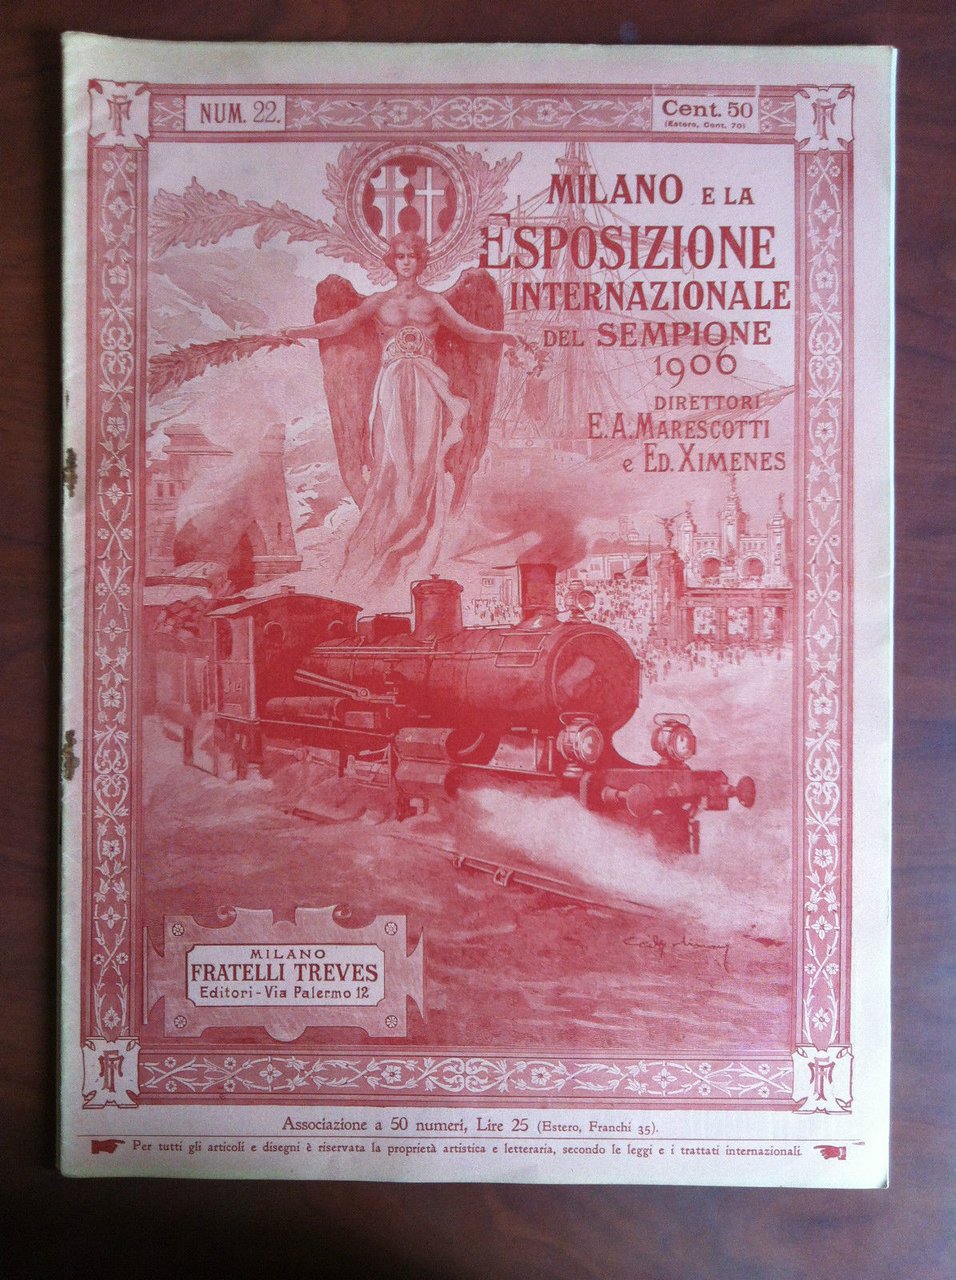 NUM. 22.
Cent. 50
(Estero, Cent. 70)
MILANO E LA
ESPOSIZIONE
INTERNAZIONALE
DEL SEMPIONE
1906
DIRETTORI
E. A. MARESCOTTI
e ED. XIMENES
MILANO
FRATELLI TREVES
Editori - Via Palermo 12
Associazione a 50 numeri, Lire 25 (Estero, Franchi 35).
Per tutti gli articoli e disegni è riservata la proprietà artistica e letteraria, secondo le leggi e i trattati internazionali.